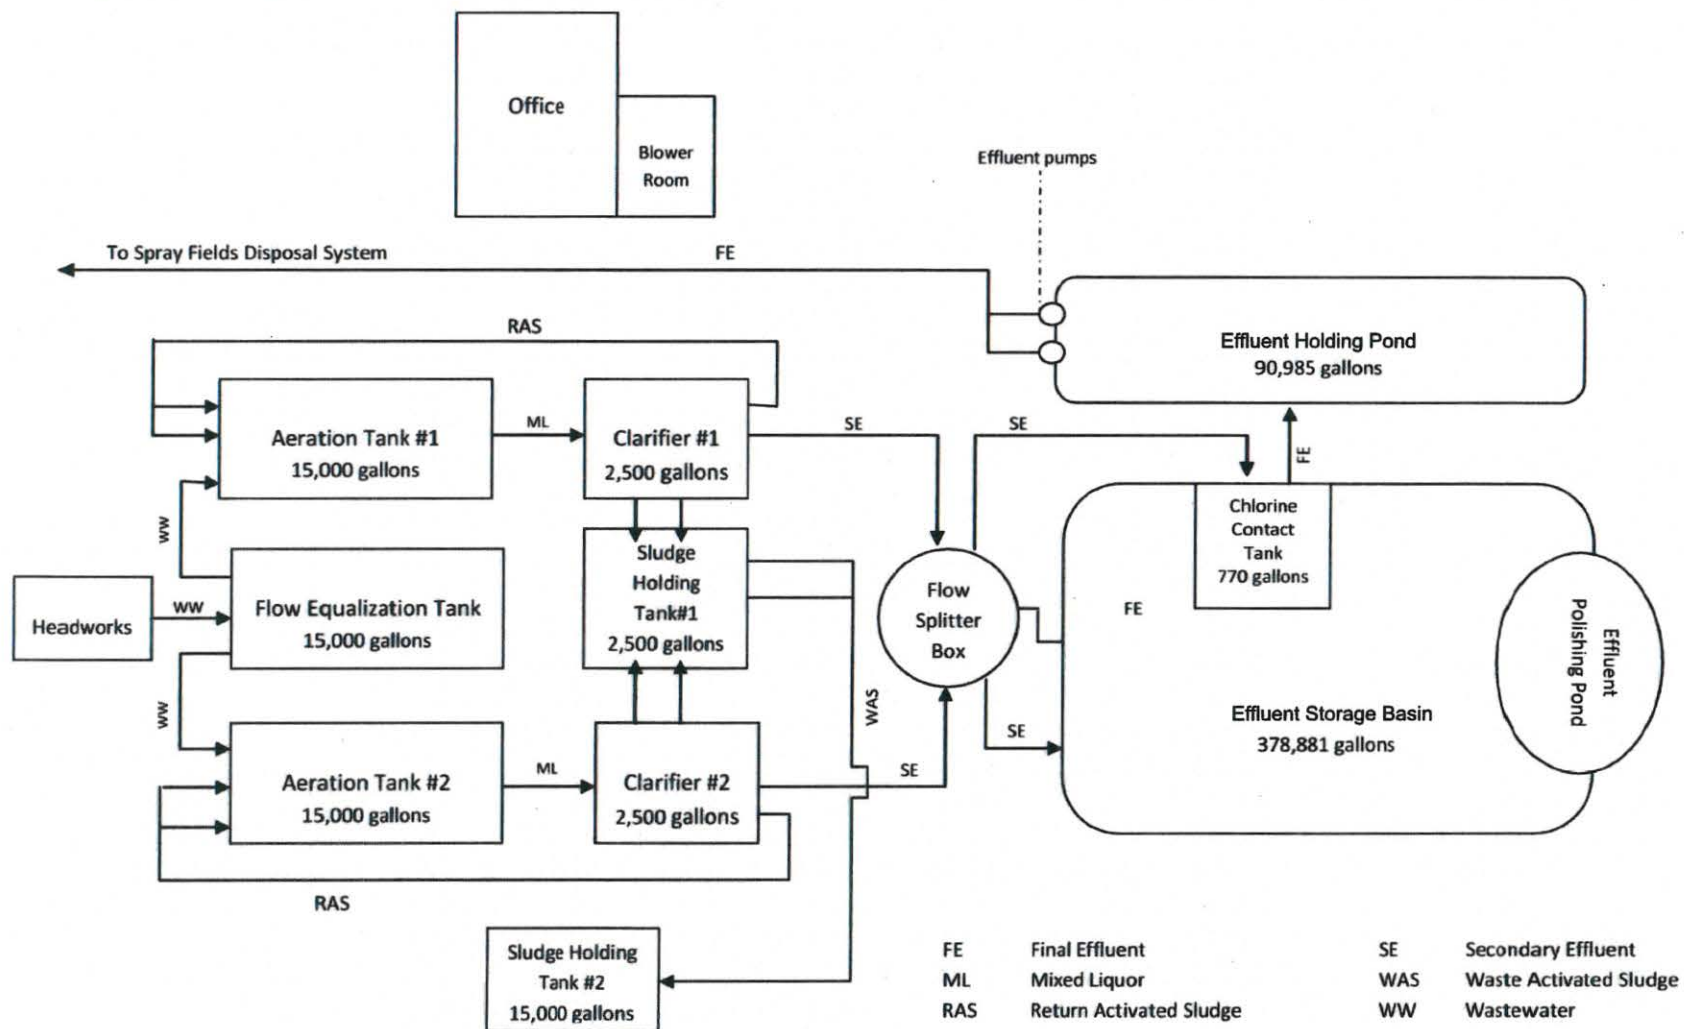 Office
Blower
Room
Effluent pumps
To Spray Fields Disposal System
FE
RAS
Effluent Holding Pond
90,985 gallons
Aeration Tank #1
15,000 gallons
ML
Clarifier #1
2,500 gallons
SE
SE
FE
Chlorine
Contact
Tank
770 gallons
WW
Sludge
Holding
Tank#1
2,500 gallons
Flow
Splitter
Box
Headworks
WW
Flow Equalization Tank
15,000 gallons
FE
Effluent
Polishing Pond
WW
WAS
SE
Effluent Storage Basin
378,881 gallons
Aeration Tank #2
15,000 gallons
ML
Clarifier #2
2,500 gallons
SE
RAS
Sludge Holding
Tank #2
15,000 gallons
FE Final Effluent SE Secondary Effluent
ML Mixed Liquor WAS Waste Activated Sludge
RAS Return Activated Sludge WW Wastewater